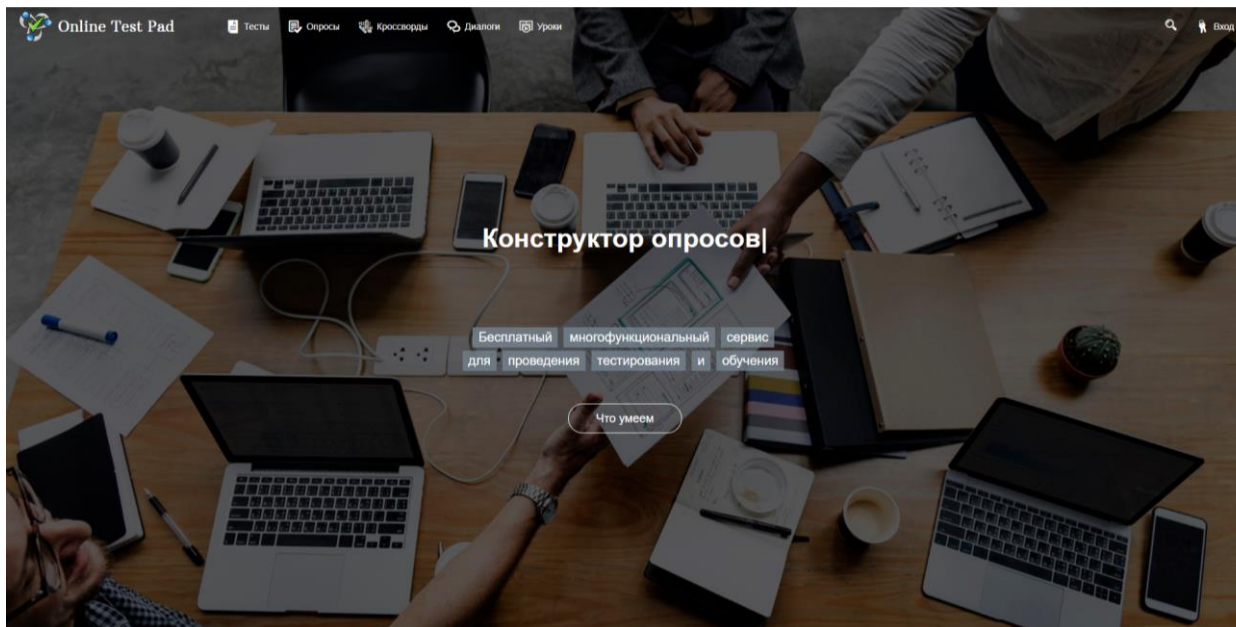 Online Test Pad
Тесты
Опросы
Кроссворды
Диалоги
Уроки
Вход
Конструктор опросов|
Бесплатный многофункциональный сервис
для проведения тестирования и обучения
Что умеем